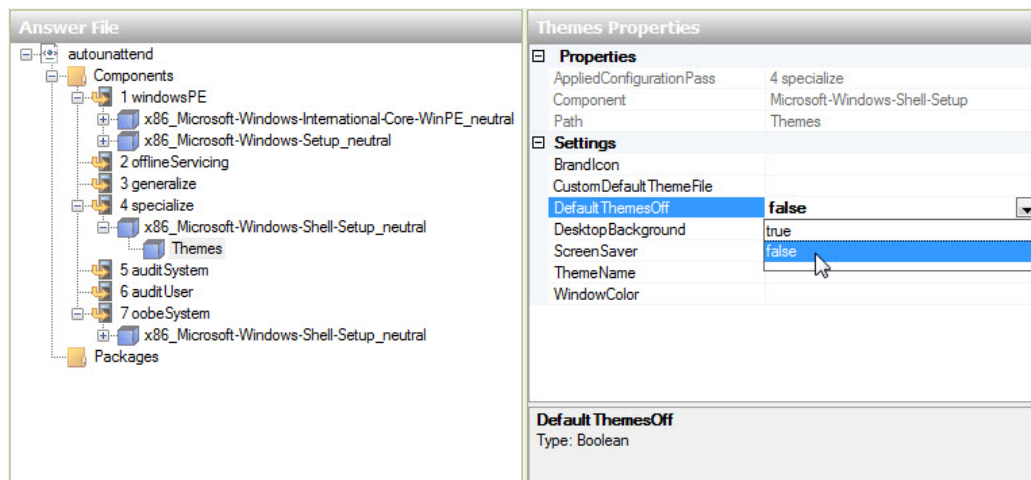 Answer File
autounattend
Components
1 windowsPE
x86_Microsoft-Windows-International-Core-WinPE_neutral
x86_Microsoft-Windows-Setup_neutral
2 offlineServicing
3 generalize
4 specialize
x86_Microsoft-Windows-Shell-Setup_neutral
Themes
5 auditSystem
6 auditUser
7 oobeSystem
x86_Microsoft-Windows-Shell-Setup_neutral
Packages
Themes Properties
Properties
AppliedConfigurationPass 4 specialize
Component Microsoft-Windows-Shell-Setup
Path Themes
Settings
BrandIcon
CustomDefaultThemeFile
DefaultThemesOff false
DesktopBackground true
ScreenSaver false
ThemeName
WindowColor
DefaultThemesOff
Type: Boolean